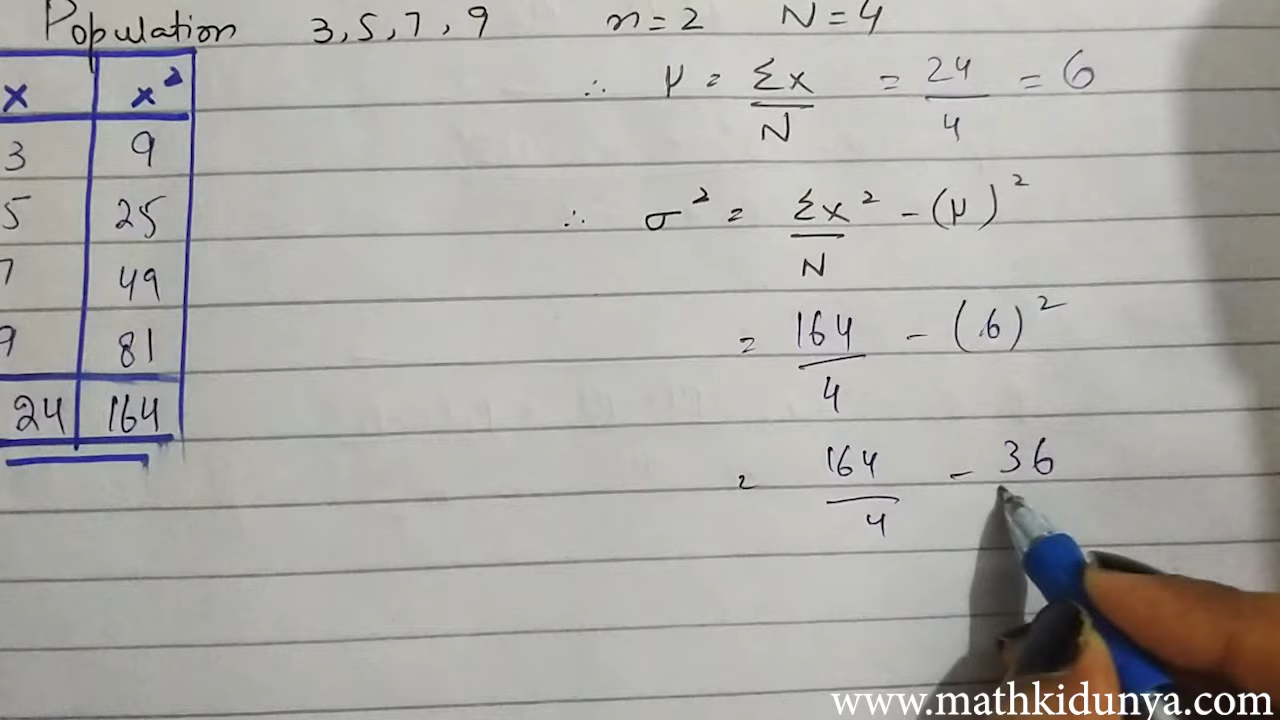 Population 3, 5, 7, 9 n = 2 N = 4
x x²
3 9
5 25
7 49
9 81
24 164
∴ μ = Σx/N = 24/4 = 6
∴ σ² = Σx²/N - (μ)²
= 164/4 - (6)²
= 164/4 - 36
www.mathkidunya.com